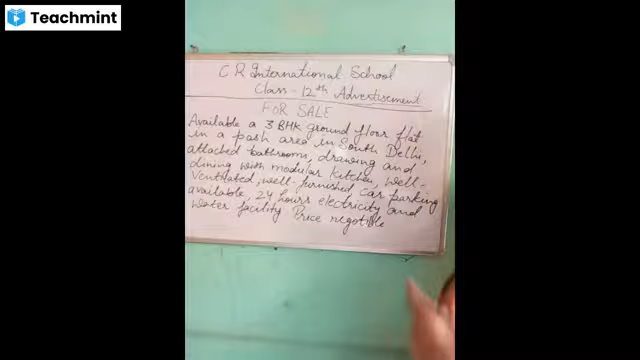 Teachmint
C R International School
Class - 12th Advertisement
FOR SALE
Available a 3 BHK ground floor flat
in a posh area in South Delhi,
attached bathrooms, drawing and
dining with modular kitchen, well-
ventilated, well-furnished, car parking
available, 24 hours electricity and
water facility Price negotible